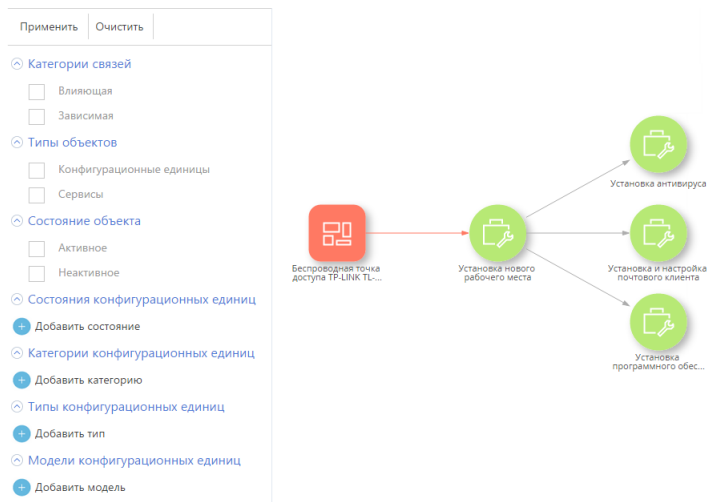 Применить
Очистить
Категории связей
Влияющая
Зависимая
Типы объектов
Конфигурационные единицы
Сервисы
Состояние объекта
Активное
Неактивное
Состояния конфигурационных единиц
Добавить состояние
Категории конфигурационных единиц
Добавить категорию
Типы конфигурационных единиц
Добавить тип
Модели конфигурационных единиц
Добавить модель
Беспроводная точка
доступа TP-LINK TL-...
Установка нового
рабочего места
Установка антивируса
Установка и настройка
почтового клиента
Установка
программного обес...